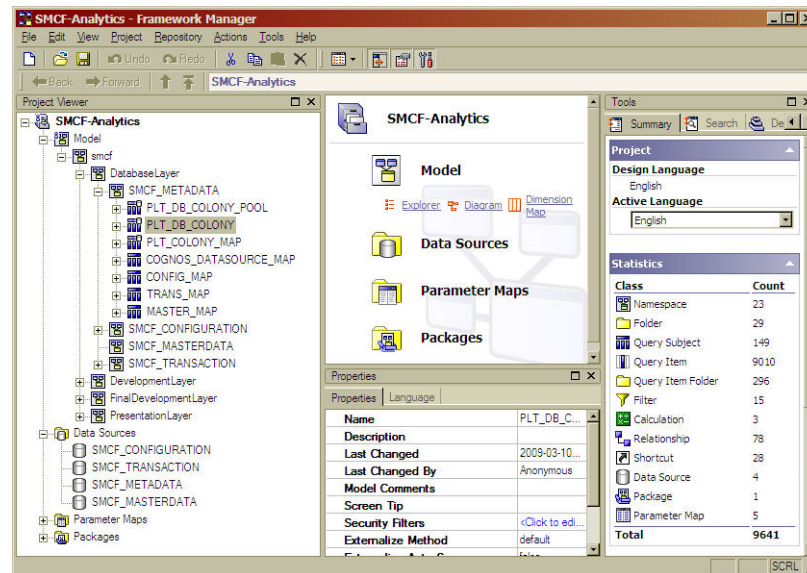 SMCF-Analytics - Framework Manager
File Edit View Project Repository Actions Tools Help
Undo Redo
Back Forward SMCF-Analytics
Project Viewer
SMCF-Analytics
Model
smcf
DatabaseLayer
SMCF_METADATA
PLT_DB_COLONY_POOL
PLT_DB_COLONY
PLT_COLONY_MAP
COGNOS_DATASOURCE_MAP
CONFIG_MAP
TRANS_MAP
MASTER_MAP
SMCF_CONFIGURATION
SMCF_MASTERDATA
SMCF_TRANSACTION
DevelopmentLayer
FinalDevelopmentLayer
PresentationLayer
Data Sources
SMCF_CONFIGURATION
SMCF_TRANSACTION
SMCF_METADATA
SMCF_MASTERDATA
Parameter Maps
Packages
SMCF-Analytics
Model
Explorer Diagram Dimension
Map
Data Sources
Parameter Maps
Packages
Properties
Properties Language
Name PLT_DB_C...
Description
Last Changed 2009-03-10...
Last Changed By Anonymous
Model Comments
Screen Tip
Security Filters <Click to edi...
Externalize Method default
Tools
Summary Search De
Project
Design Language
English
Active Language
English
Statistics
Class Count
Namespace 23
Folder 29
Query Subject 149
Query Item 9010
Query Item Folder 296
Filter 15
Calculation 3
Relationship 78
Shortcut 28
Data Source 4
Package 1
Parameter Map 5
Total 9641
SCRL